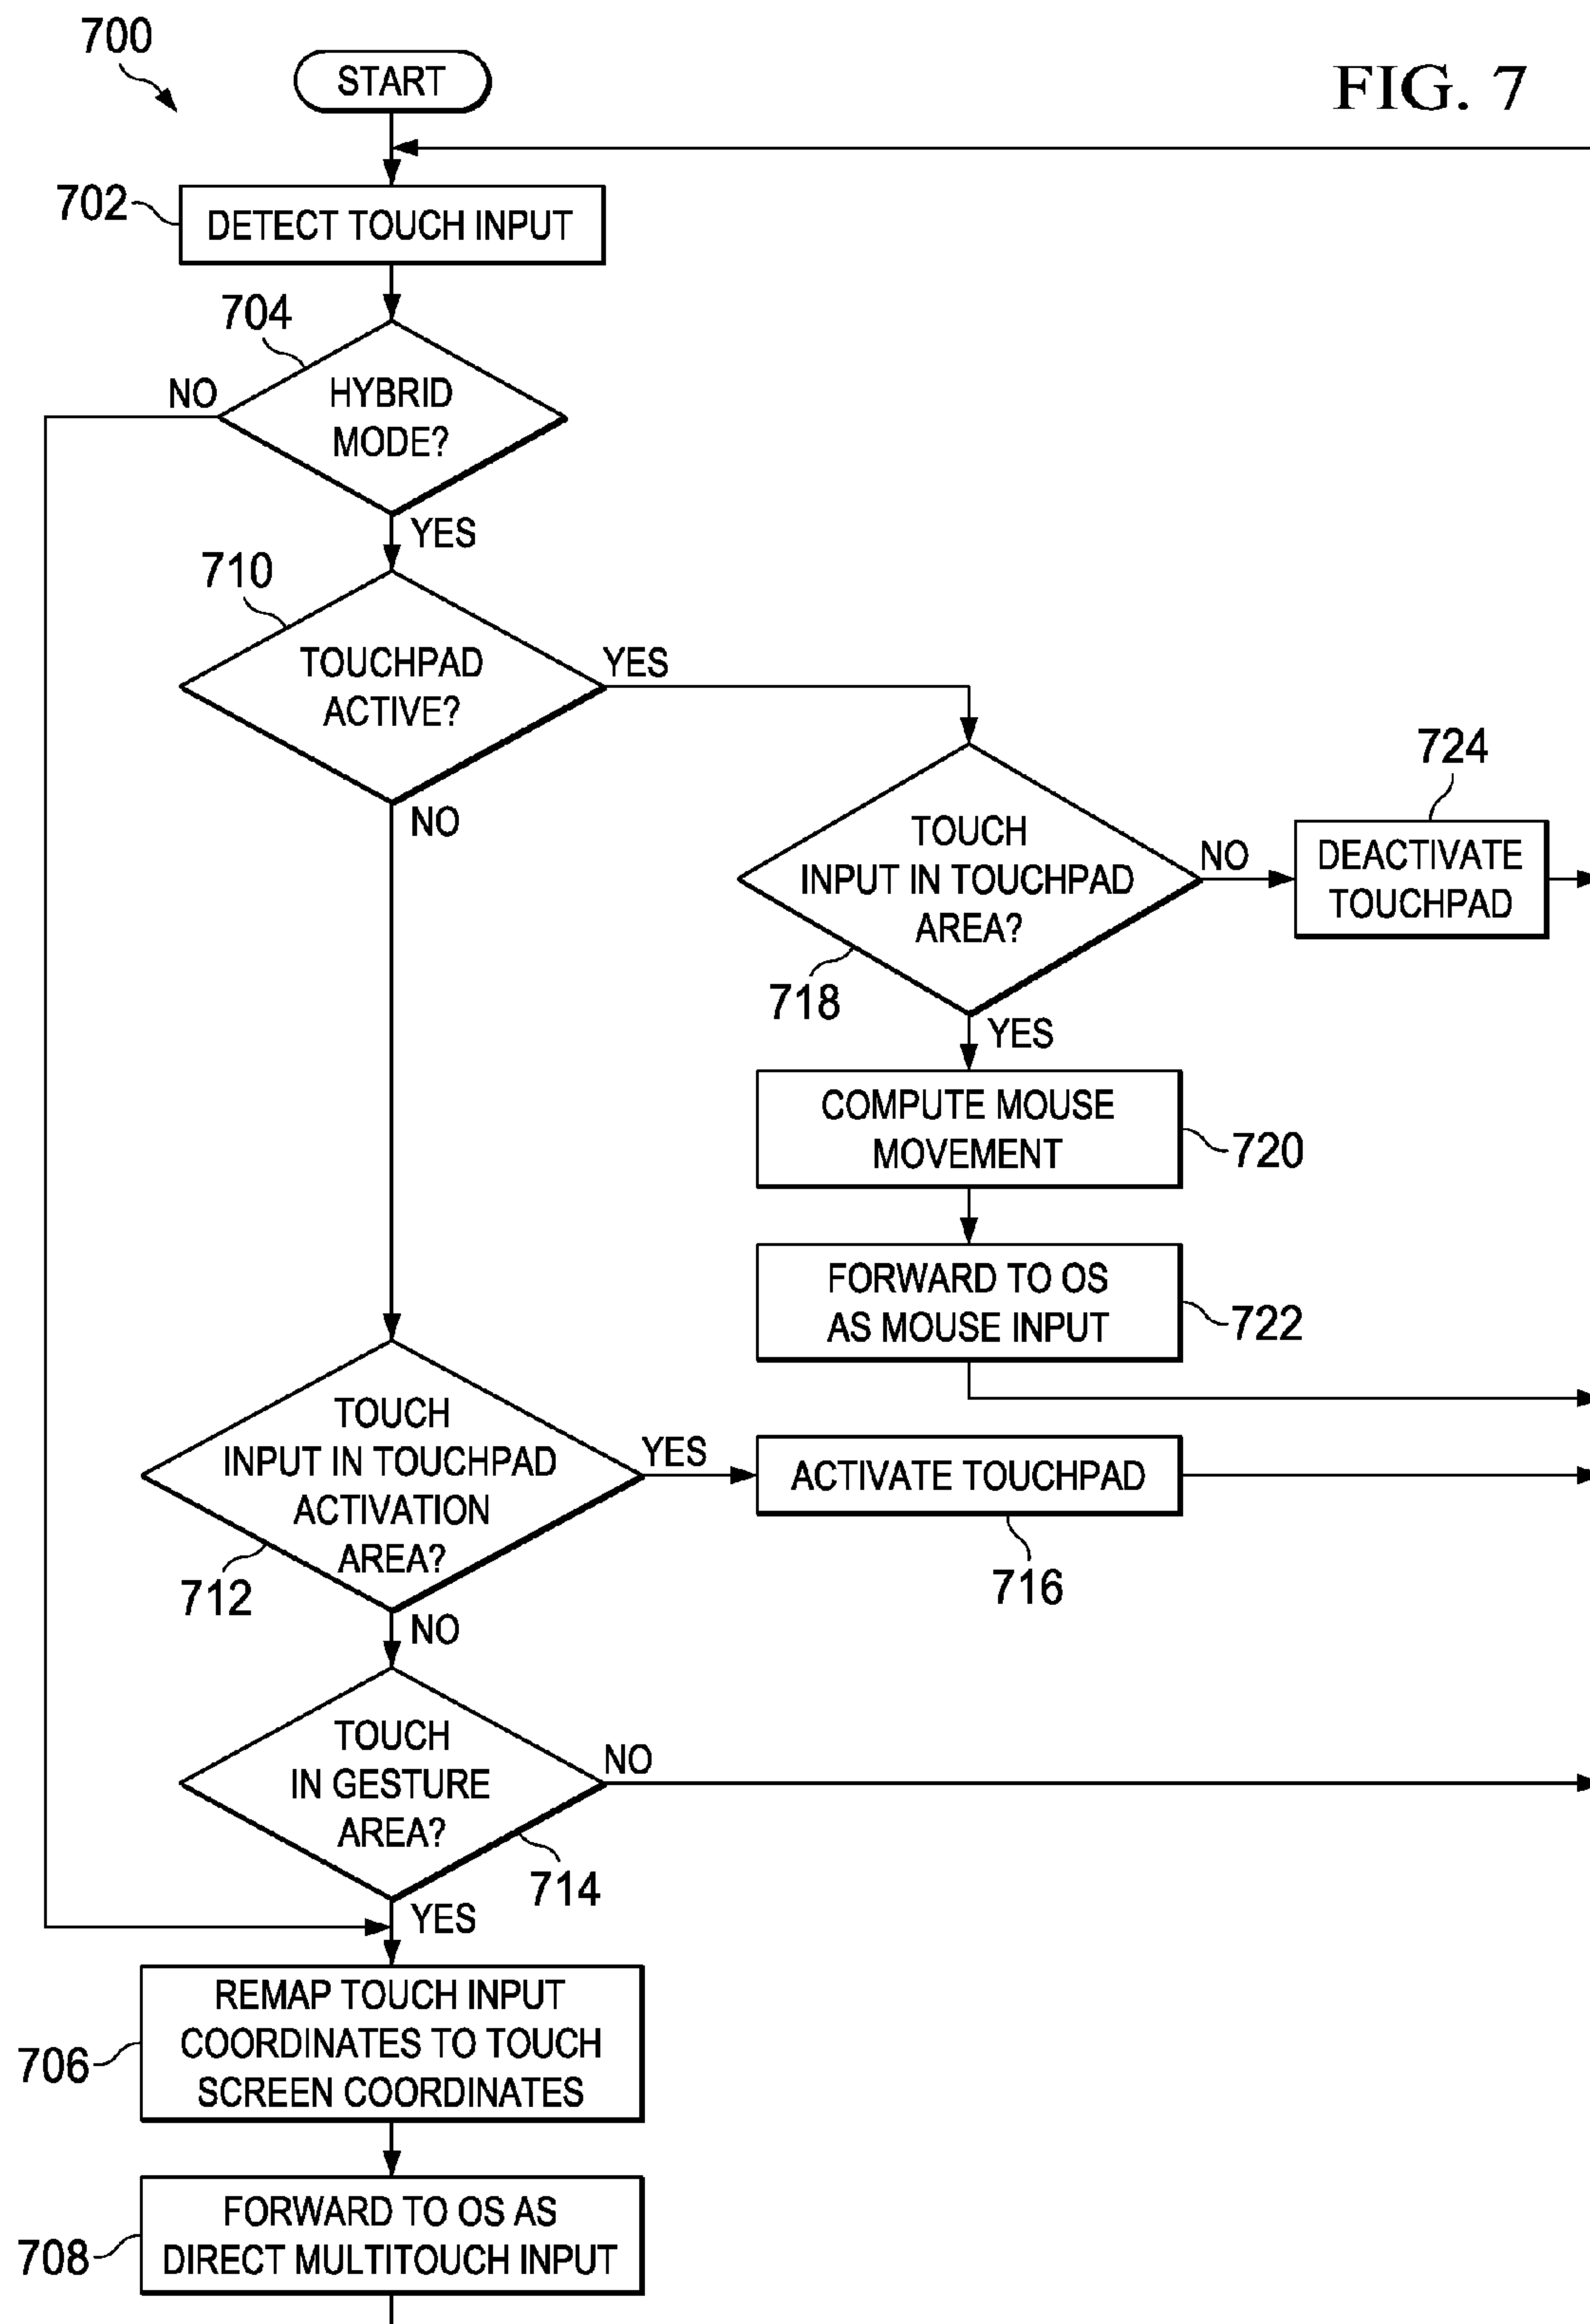 700
START
FIG. 7
702
DETECT TOUCH INPUT
704
NO
HYBRID
MODE?
YES
710
TOUCHPAD
ACTIVE?
YES
NO
724
TOUCH
INPUT IN TOUCHPAD
AREA?
NO
DEACTIVATE
TOUCHPAD
718
YES
COMPUTE MOUSE
MOVEMENT
720
FORWARD TO OS
AS MOUSE INPUT
722
TOUCH
INPUT IN TOUCHPAD
ACTIVATION
AREA?
YES
ACTIVATE TOUCHPAD
712
716
NO
TOUCH
IN GESTURE
AREA?
NO
714
YES
REMAP TOUCH INPUT
COORDINATES TO TOUCH
SCREEN COORDINATES
706
FORWARD TO OS AS
DIRECT MULTITOUCH INPUT
708